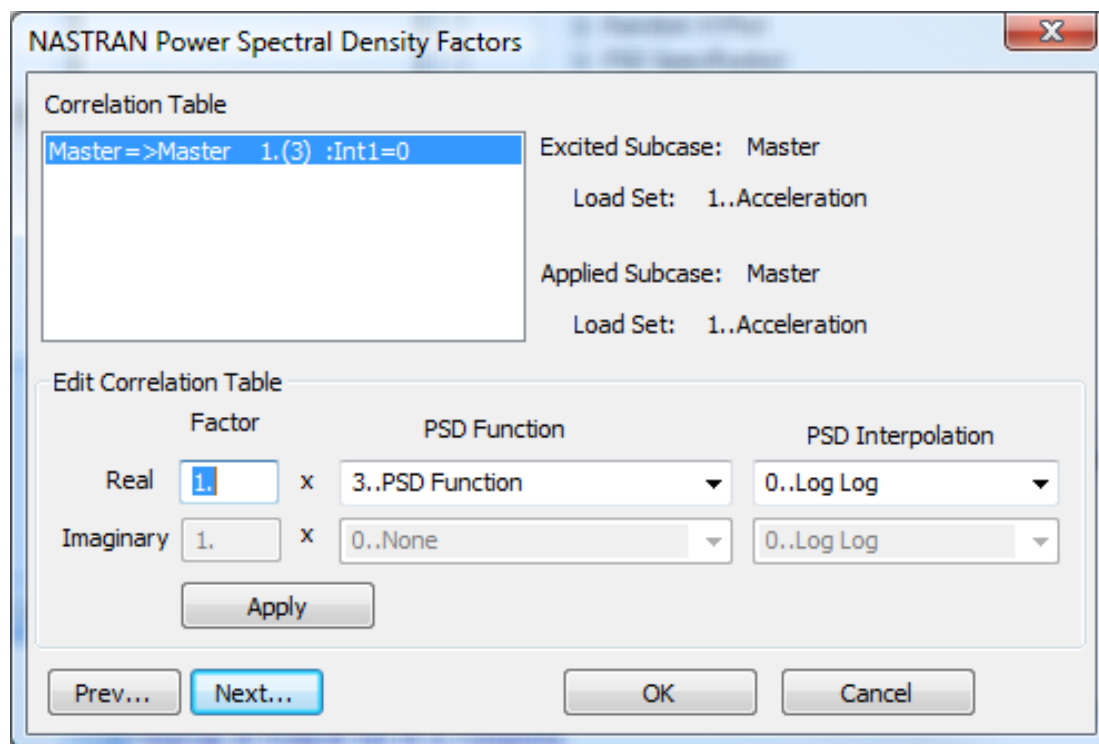 NASTRAN Power Spectral Density Factors
Correlation Table
Master=>Master 1.(3) :Int1=0
Excited Subcase: Master
Load Set: 1..Acceleration
Applied Subcase: Master
Load Set: 1..Acceleration
Edit Correlation Table
Factor PSD Function PSD Interpolation
Real 1. x 3..PSD Function 0..Log Log
Imaginary 1. x 0..None 0..Log Log
Apply
Prev... Next... OK Cancel